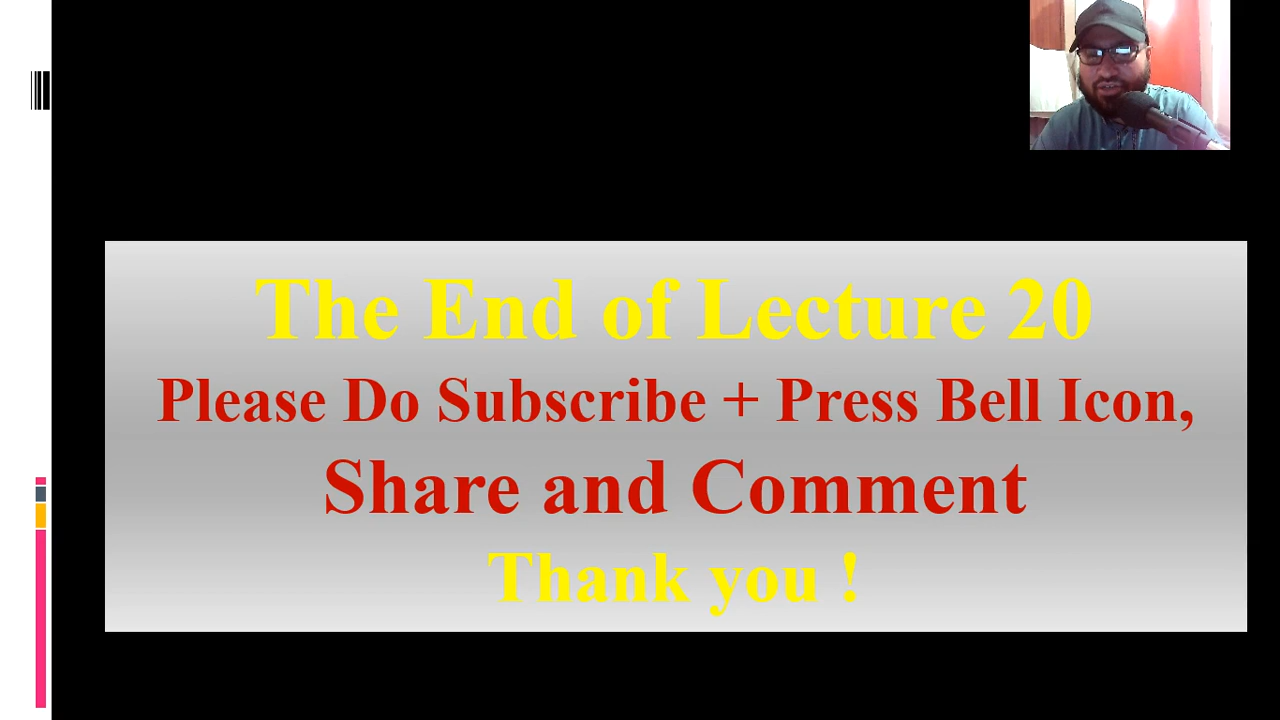 The End of Lecture 20
Please Do Subscribe + Press Bell Icon,
Share and Comment
Thank you !